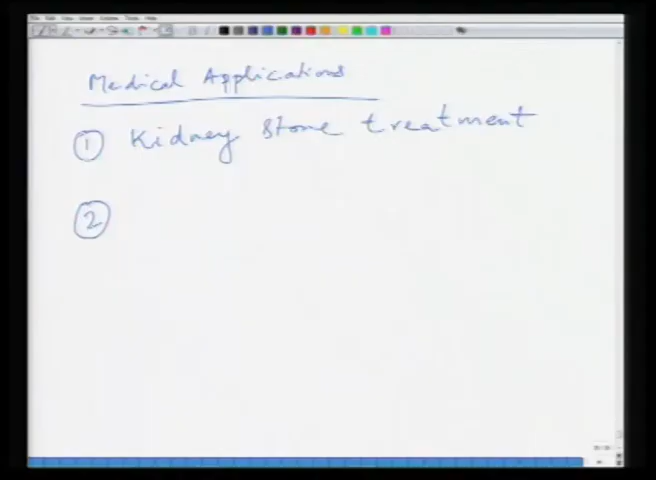 Medical Applications
① Kidney stone treatment
②